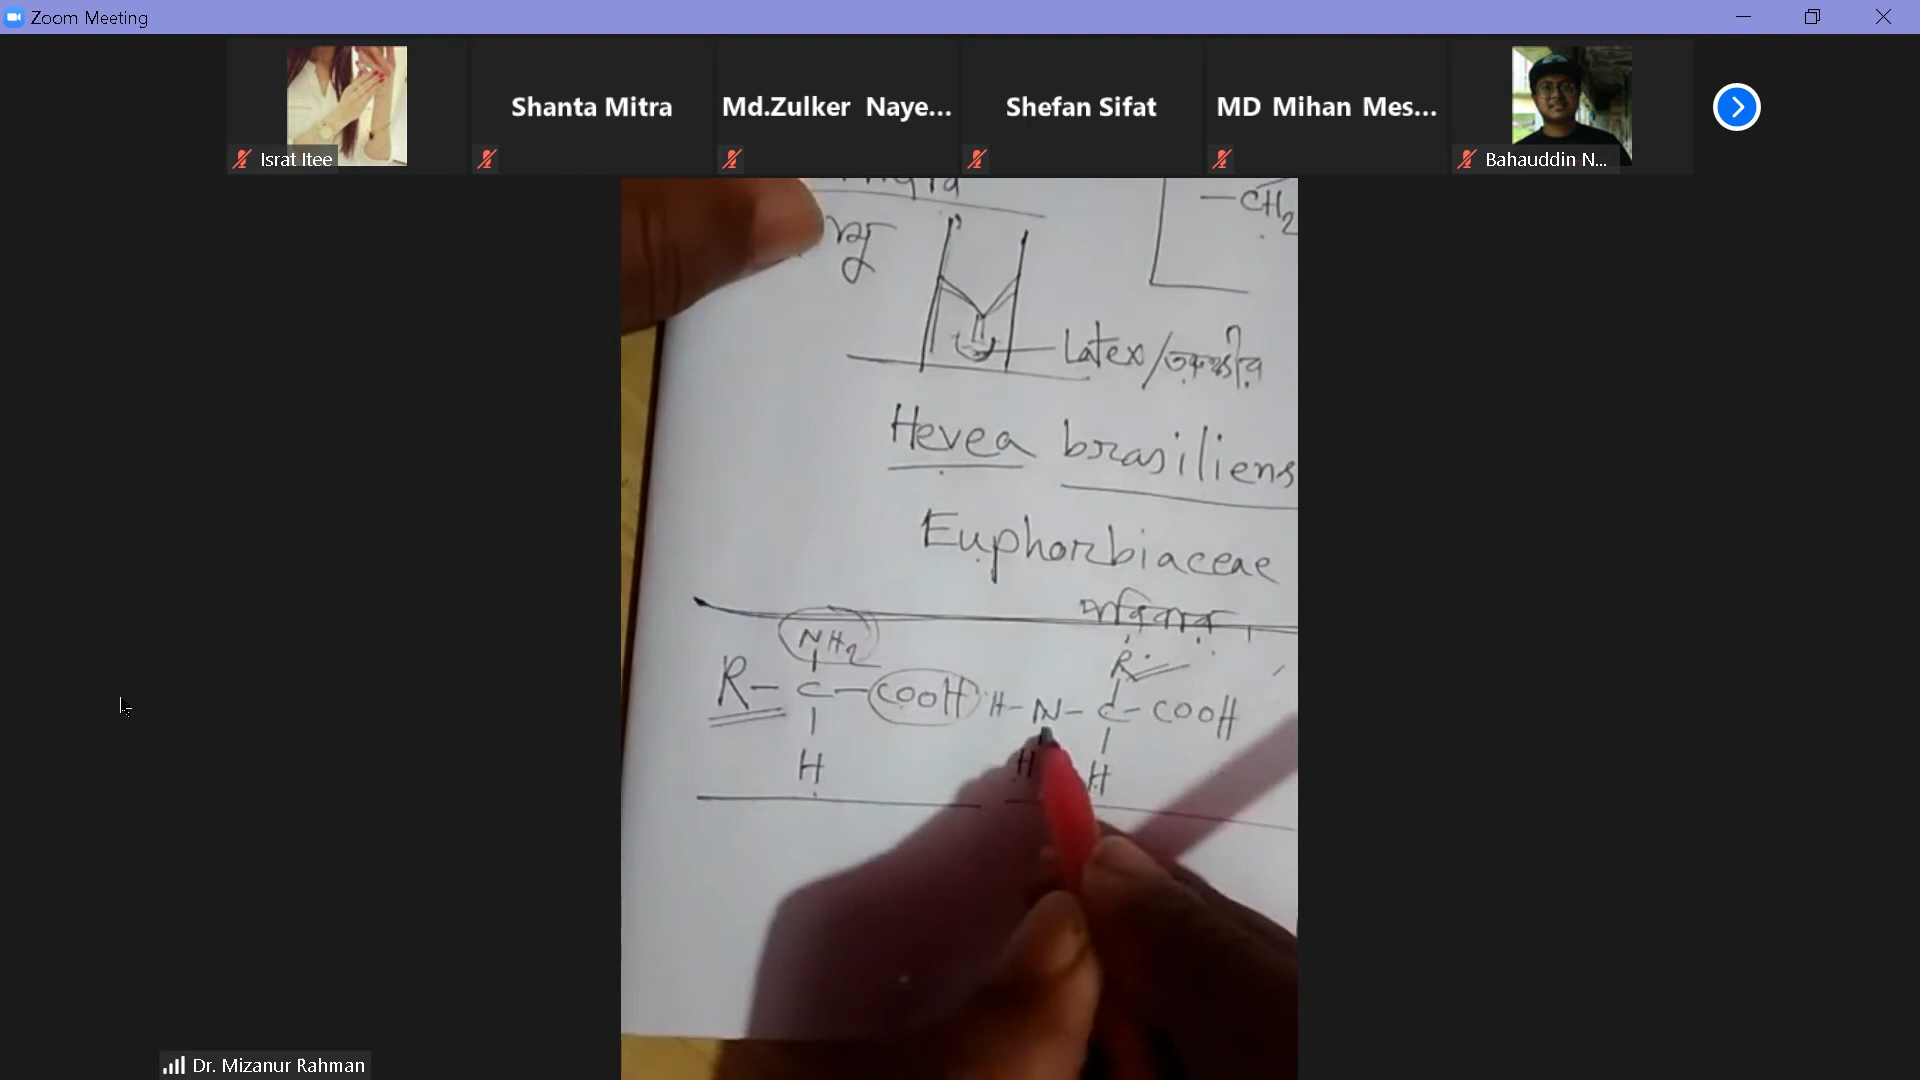 Zoom Meeting
Israt Itee
Shanta Mitra
Md.Zulker Naye...
Shefan Sifat
MD Mihan Mes...
Bahauddin N...
—CH2
Latex/তরুক্ষীর
Hevea brasiliens
Euphorbiaceae
NH2
R
R—C—COOH
H—N—C—COOH
H
H
H
Dr. Mizanur Rahman